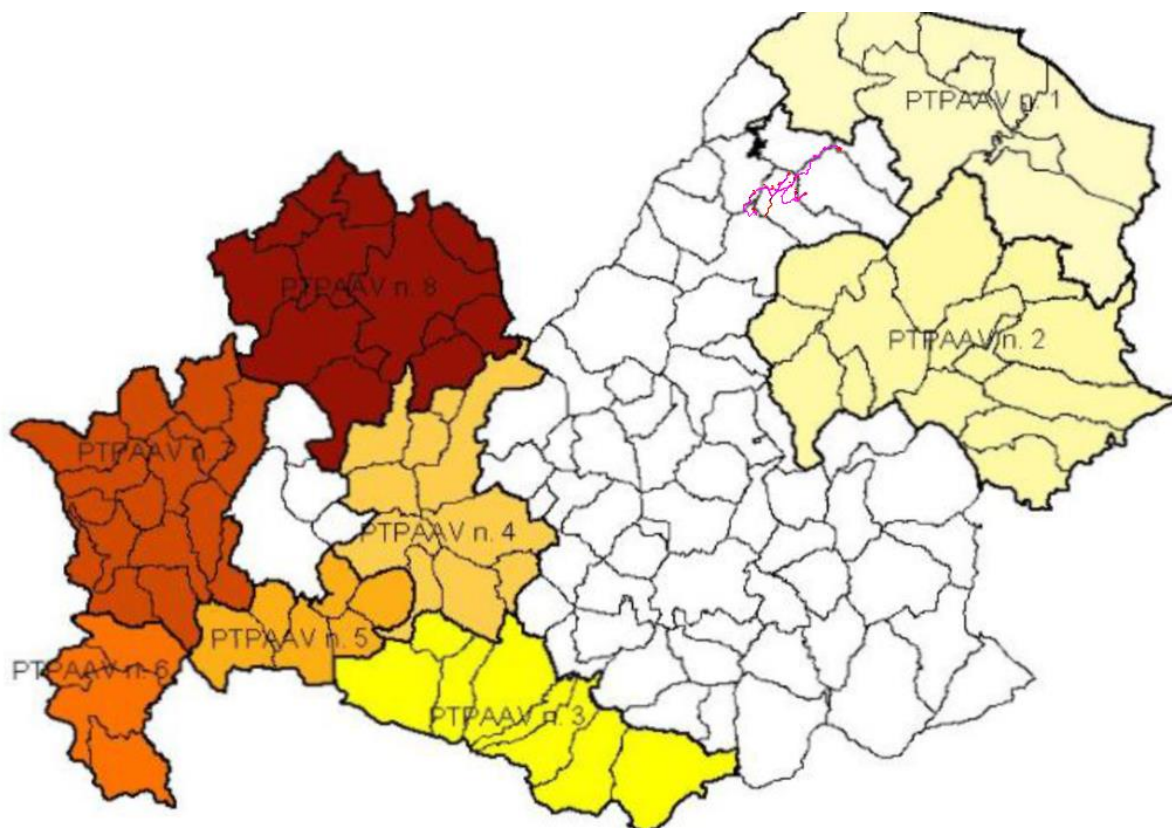 PTPAAV n. 1
PTPAAV n. 8
PTPAAV n. 2
PTPAAV n. 7
PTPAAV n. 4
PTPAAV n. 5
PTPAAV n. 6
PTPAAV n. 3